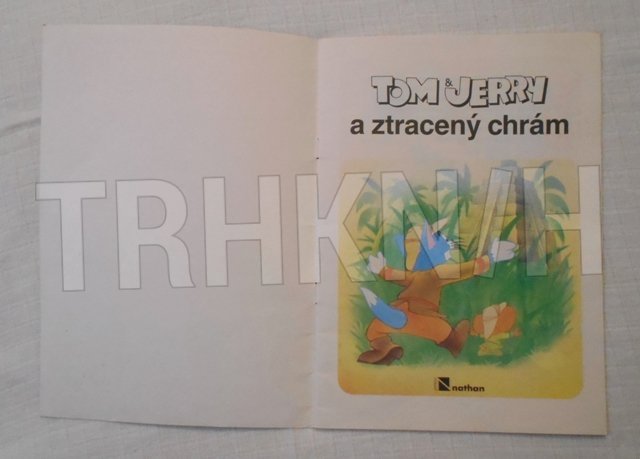 TOM & JERRY
a ztracený chrám
TRHKNIH
nathan